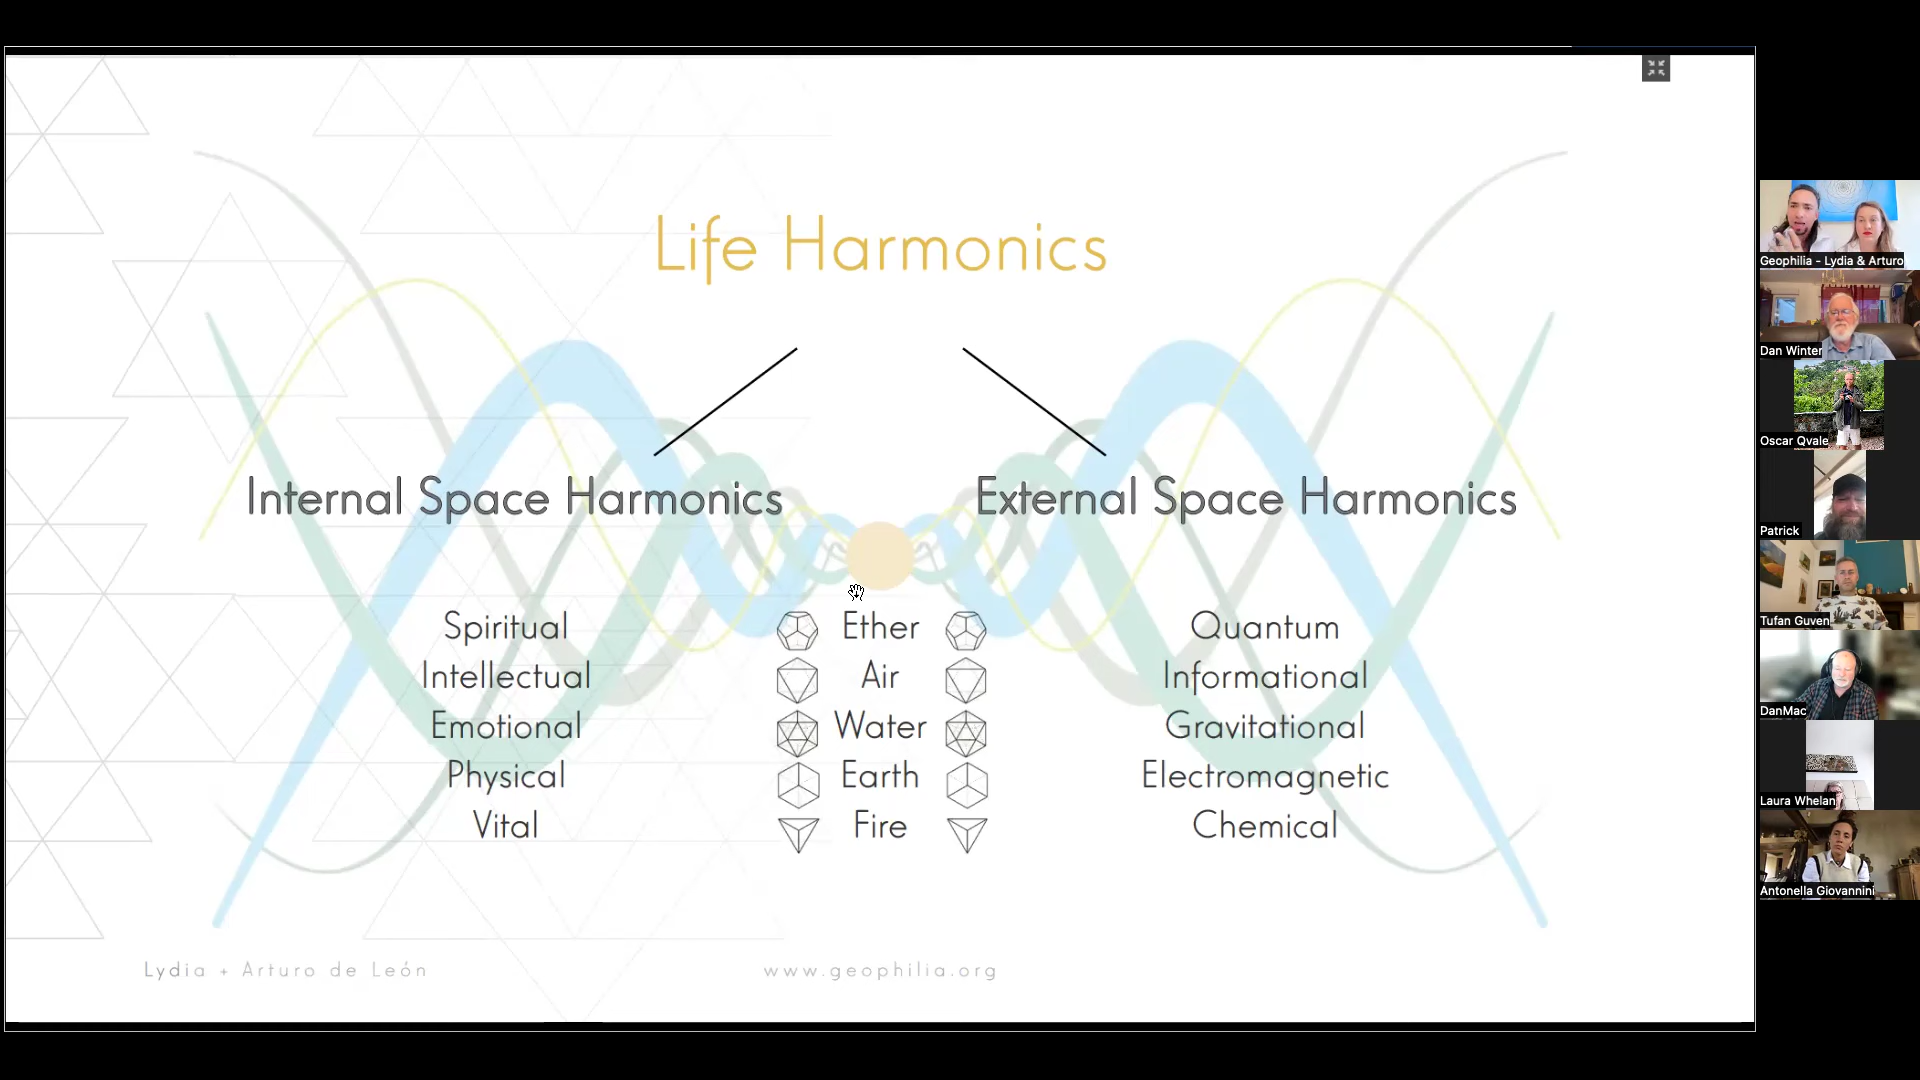 Life Harmonics
Internal Space Harmonics
External Space Harmonics
Spiritual
Ether
Quantum
Intellectual
Air
Informational
Emotional
Water
Gravitational
Physical
Earth
Electromagnetic
Vital
Fire
Chemical
Lydia + Arturo de León
www.geophilia.org
Geophilia - Lydia & Arturo
Dan Winter
Oscar Qvale
Patrick
Tufan Guven
DanMac
Laura Whelan
Antonella Giovannini